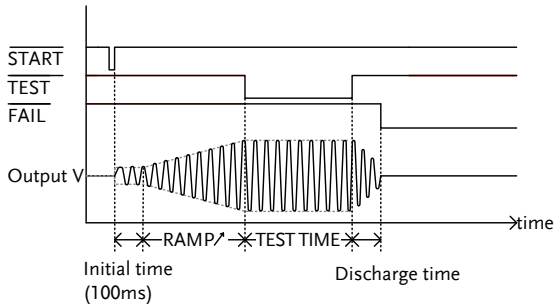 START
TEST
FAIL
Output V
time
RAMP↗
TEST TIME
Initial time
(100ms)
Discharge time